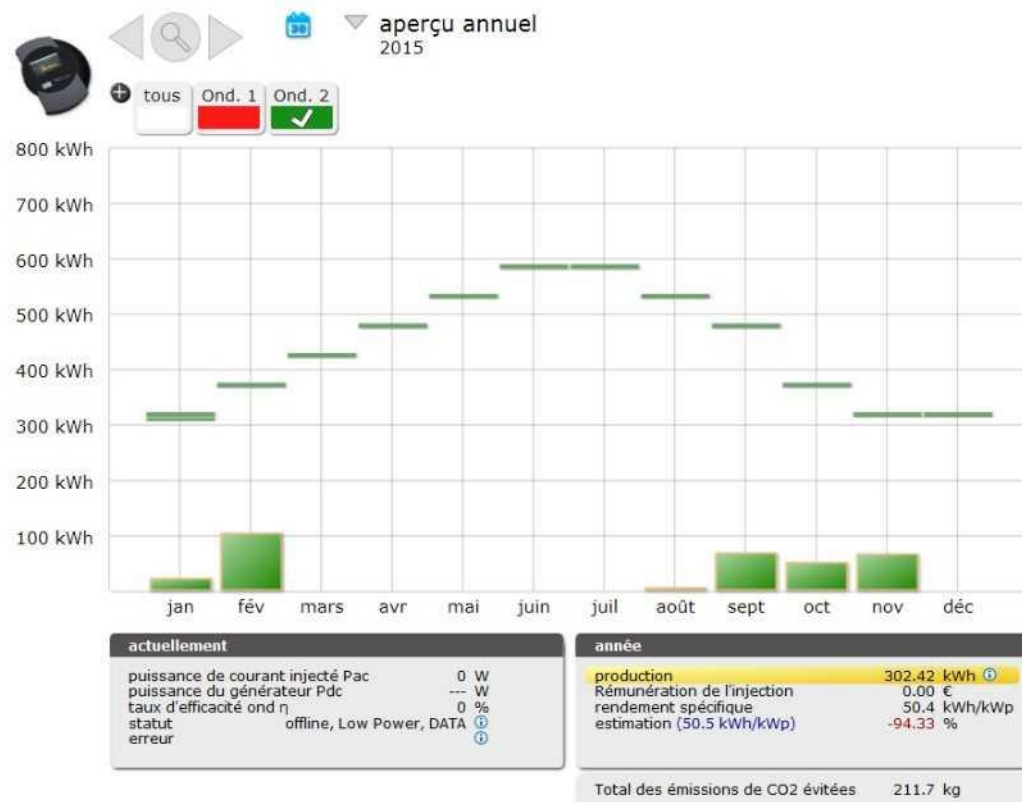 aperçu annuel
2015
30
tous
Ond. 1
Ond. 2
800 kWh
700 kWh
600 kWh
500 kWh
400 kWh
300 kWh
200 kWh
100 kWh
jan fév mars avr mai juin juil août sept oct nov déc
actuellement
puissance de courant injecté Pac 0 W
puissance du générateur Pdc --- W
taux d'efficacité ond η 0 %
statut offline, Low Power, DATA
erreur
année
production 302.42 kWh
Rémunération de l'injection 0.00 €
rendement spécifique 50.4 kWh/kWp
estimation (50.5 kWh/kWp) -94.33 %
Total des émissions de CO2 évitées 211.7 kg